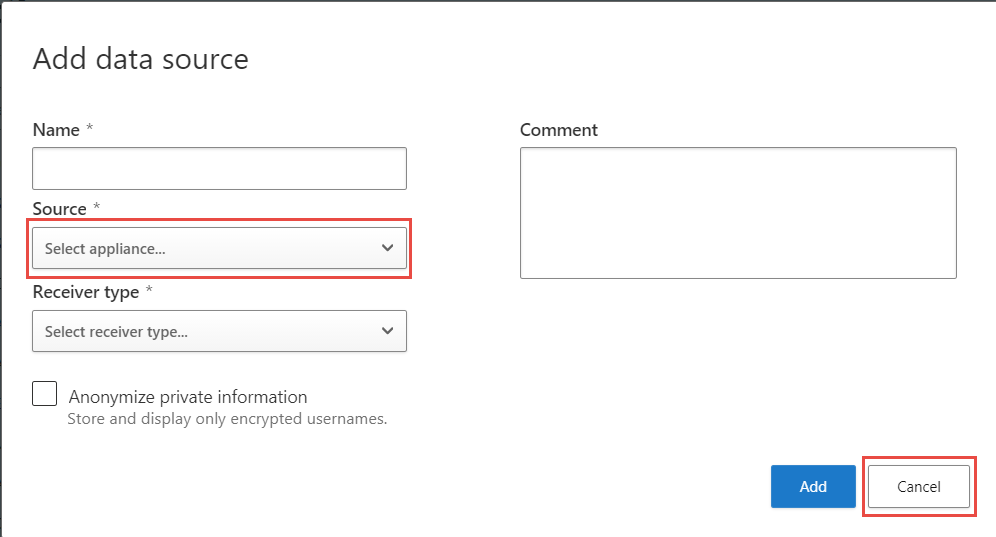 Add data source
Name *
Comment
Source *
Select appliance...
Receiver type *
Select receiver type...
Anonymize private information
Store and display only encrypted usernames.
Add
Cancel